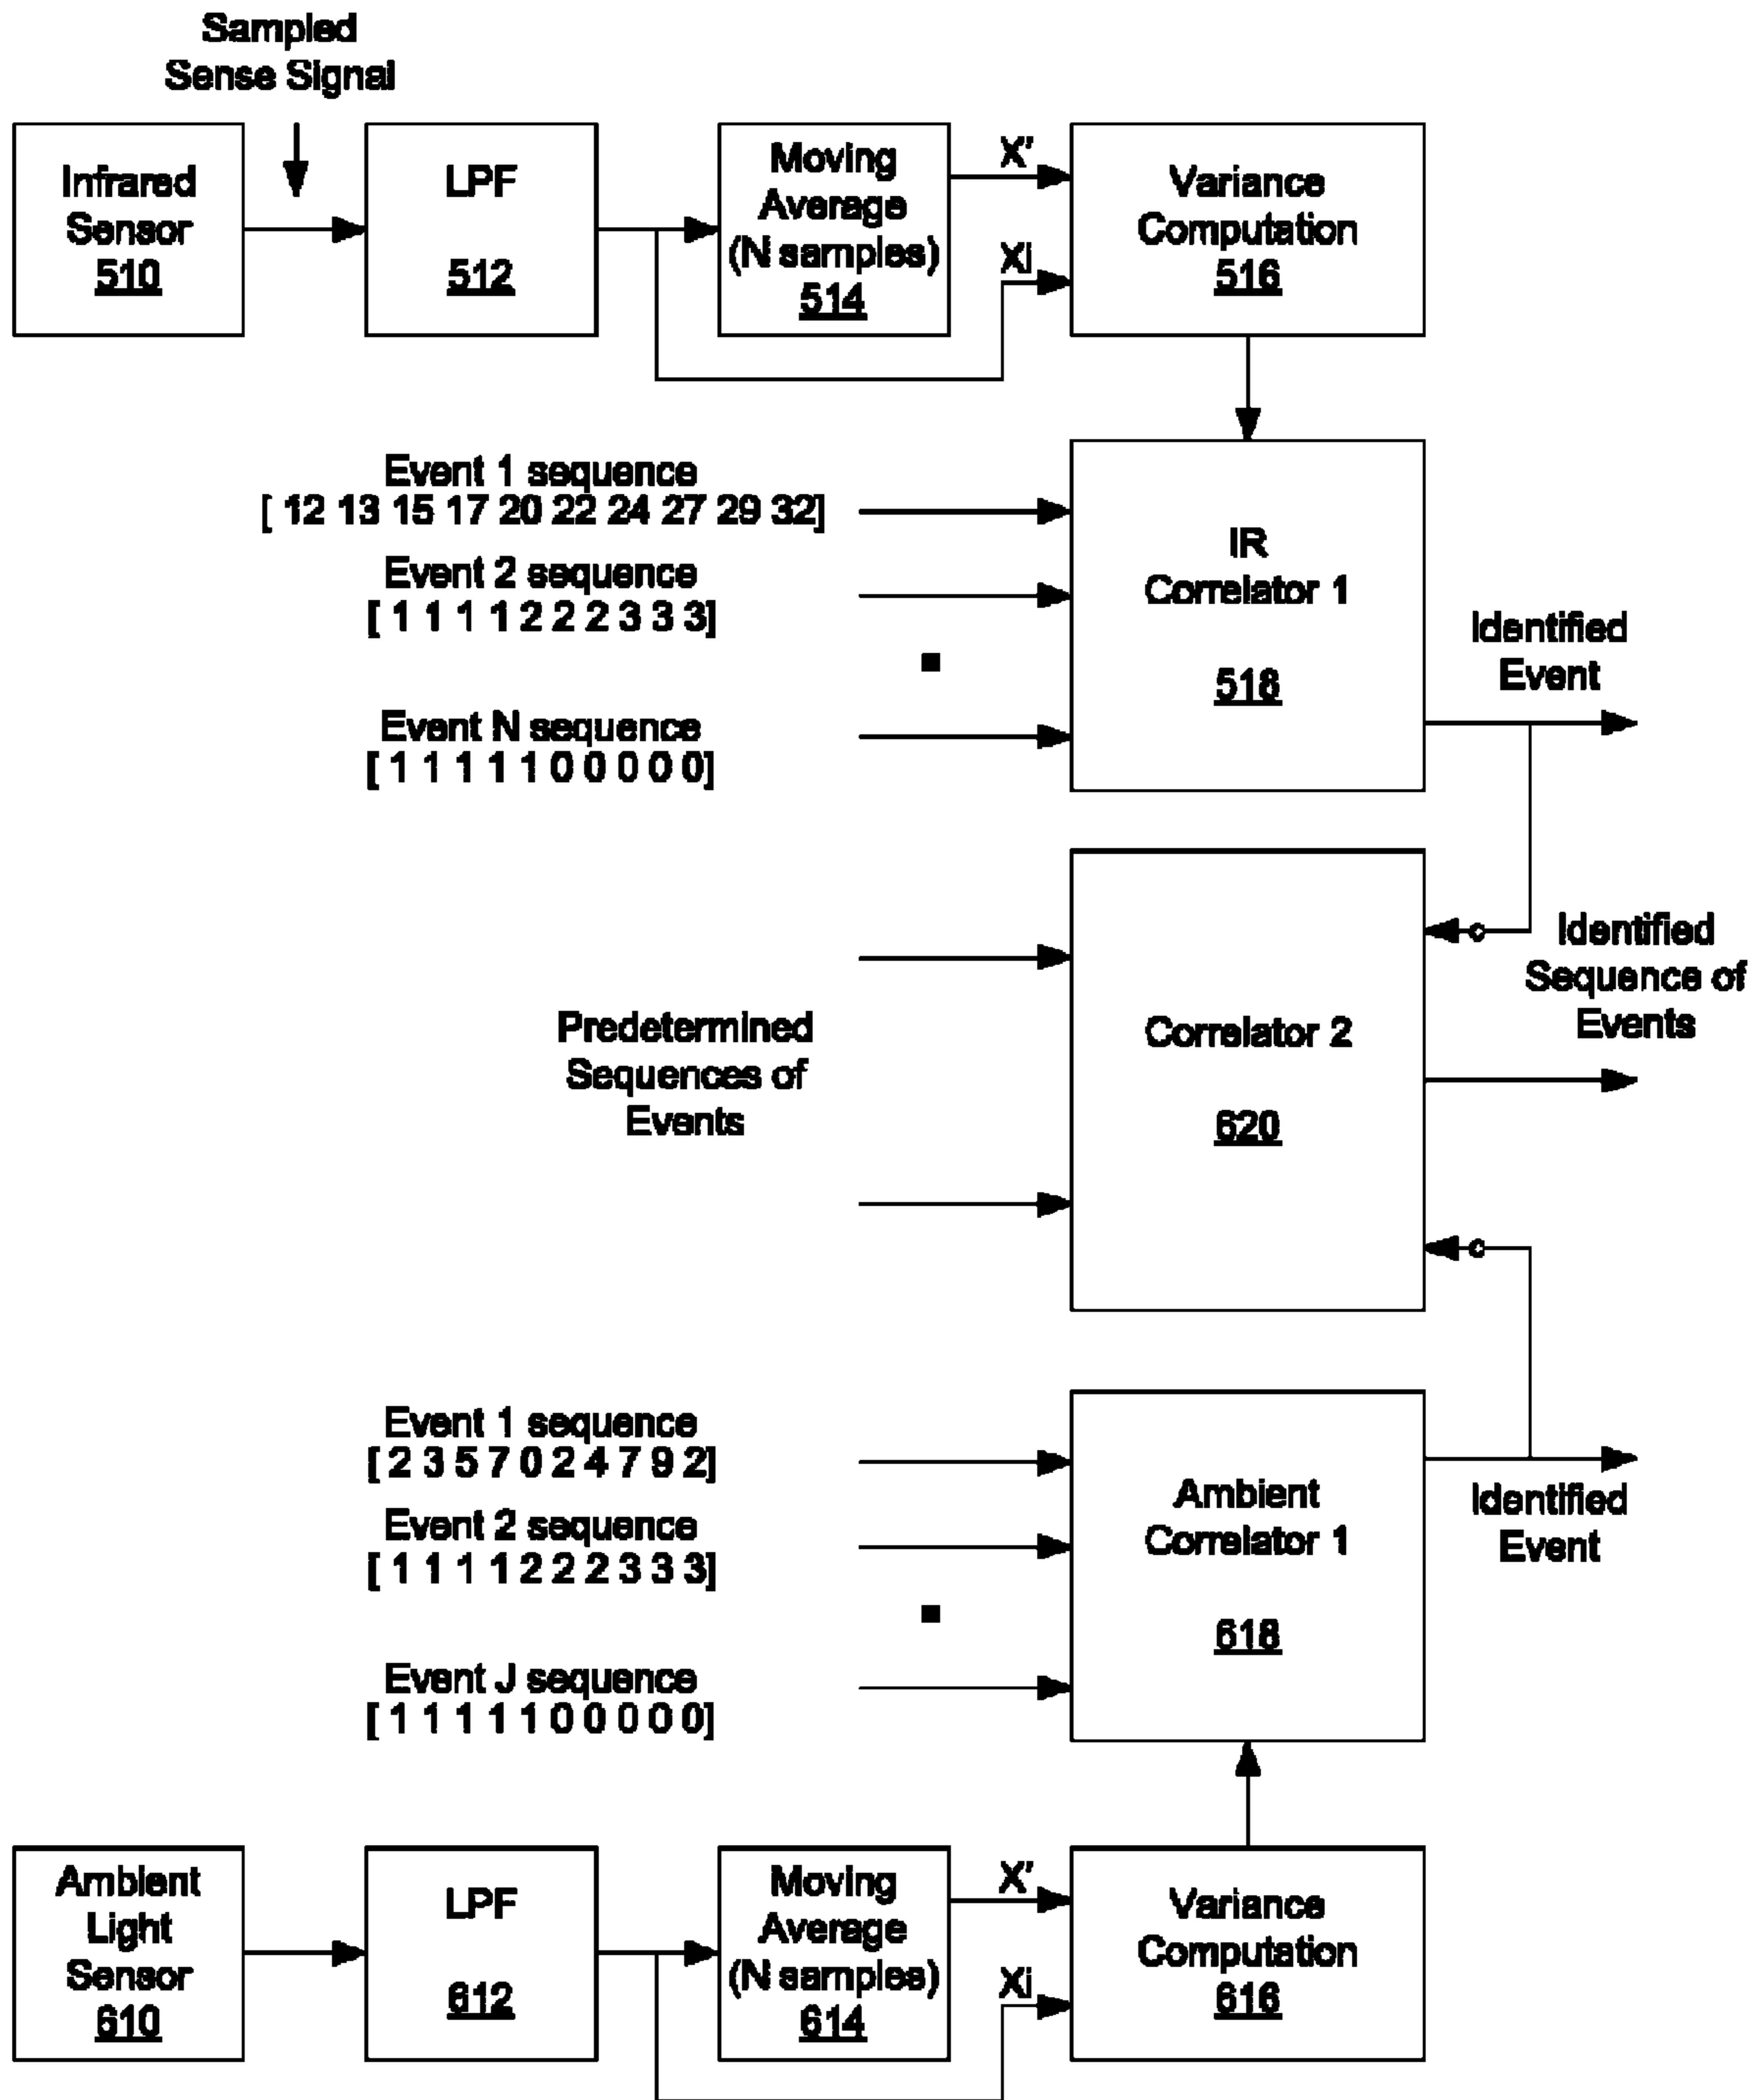 Sampled
Sense Signal
Infrared
Sensor
510
LPF
512
Moving
Average
(N samples)
514
X'
Xi
Variance
Computation
516
Event 1 sequence
[ 12 13 15 17 20 22 24 27 29 32]
Event 2 sequence
[ 1 1 1 1 2 2 2 3 3 3]
Event N sequence
[ 1 1 1 1 1 0 0 0 0 0]
IR
Correlator 1
518
Identified
Event
Predetermined
Sequences of
Events
Correlator 2
620
Identified
Sequence of
Events
Event 1 sequence
[ 2 3 5 7 0 2 4 7 9 2]
Event 2 sequence
[ 1 1 1 1 2 2 2 3 3 3]
Event J sequence
[ 1 1 1 1 1 0 0 0 0 0]
Ambient
Correlator 1
618
Identified
Event
Ambient
Light
Sensor
610
LPF
612
Moving
Average
(N samples)
614
X'
Xi
Variance
Computation
616